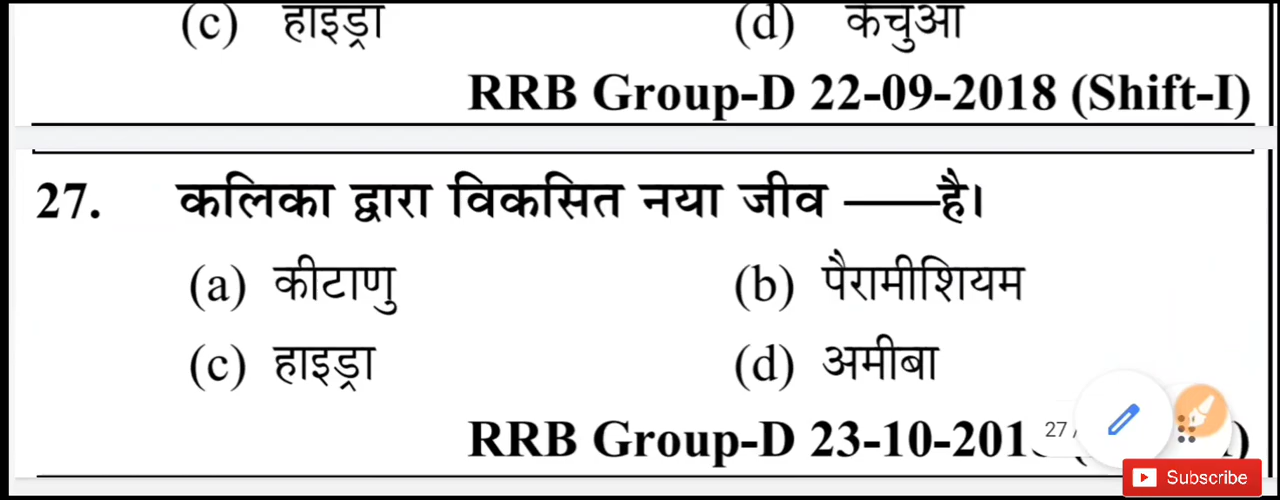 (c) हाइड्रा (d) केंचुआ
RRB Group-D 22-09-2018 (Shift-I)
27. कलिका द्वारा विकसित नया जीव ——है।
(a) कीटाणु (b) पैरामीशियम
(c) हाइड्रा (d) अमीबा
RRB Group-D 23-10-201
27 /
Subscribe